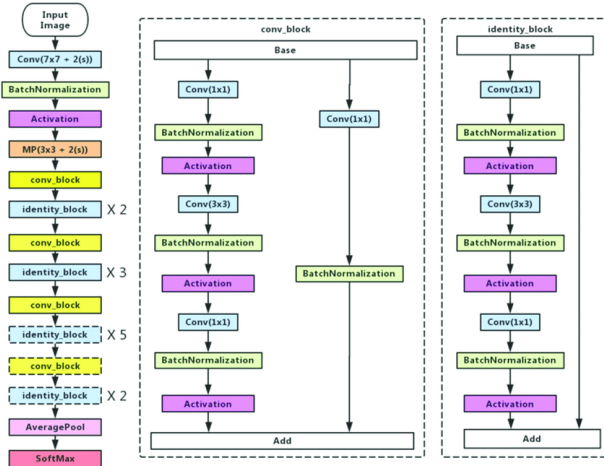 Input
Image
Conv(7x7 + 2(s))
BatchNormalization
Activation
MP(3x3 + 2(s))
conv_block
identity_block X 2
conv_block
identity_block X 3
conv_block
identity_block X 5
conv_block
identity_block X 2
AveragePool
SoftMax
conv_block
Base
Conv(1x1)
BatchNormalization
Activation
Conv(3x3)
BatchNormalization
Activation
Conv(1x1)
BatchNormalization
Activation
Conv(1x1)
BatchNormalization
Add
identity_block
Base
Conv(1x1)
BatchNormalization
Activation
Conv(3x3)
BatchNormalization
Activation
Conv(1x1)
BatchNormalization
Activation
Add